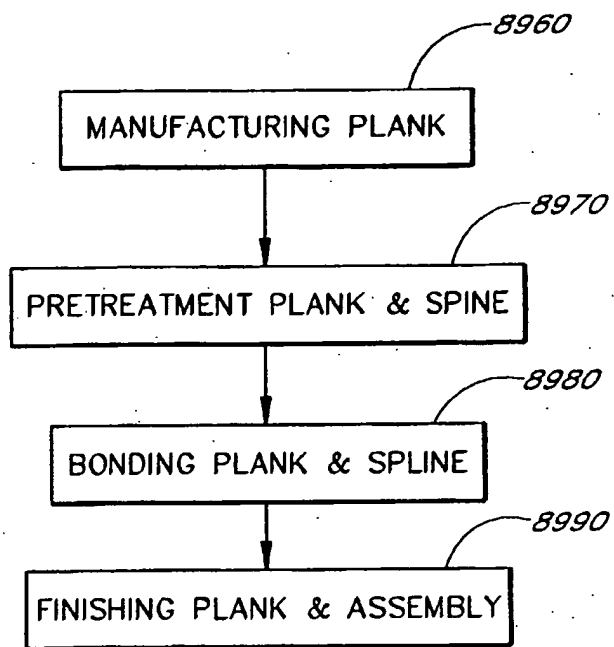 8960
MANUFACTURING PLANK
8970
PRETREATMENT PLANK & SPINE
8980
BONDING PLANK & SPLINE
8990
FINISHING PLANK & ASSEMBLY